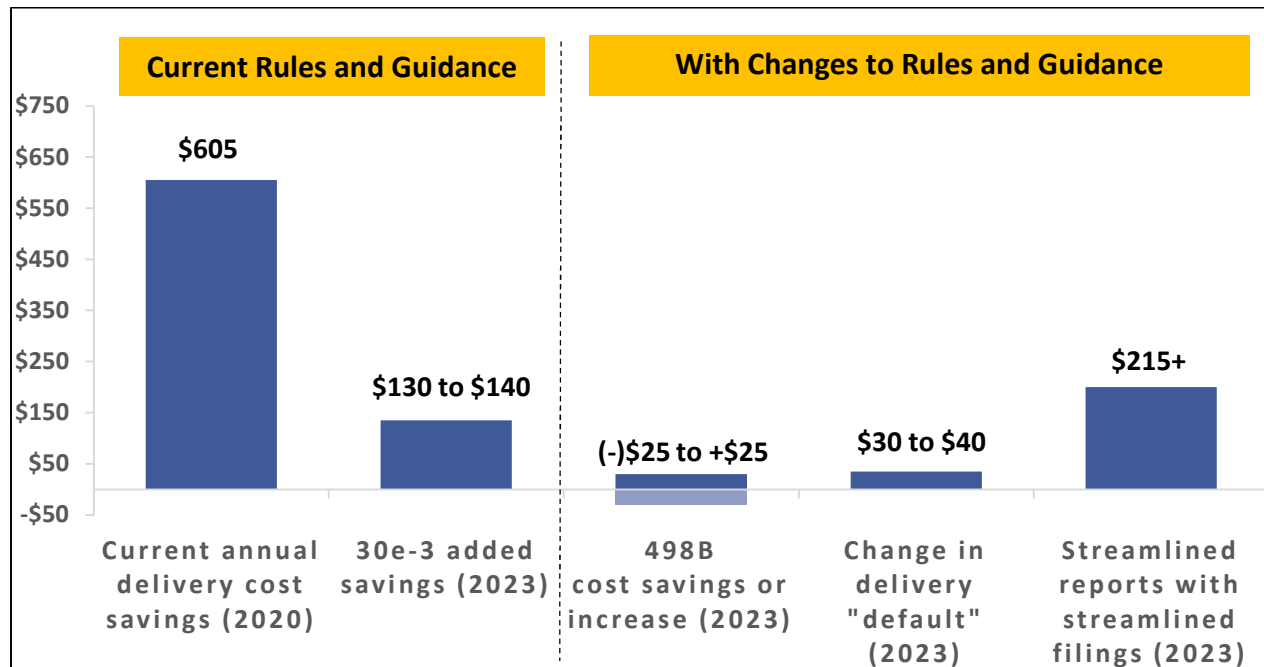 Current Rules and Guidance
With Changes to Rules and Guidance
$750
$650
$550
$450
$350
$250
$150
$50
-$50
$605
$130 to $140
(-)$25 to +$25
$30 to $40
$215+
Current annual
delivery cost
savings (2020)
30e-3 added
savings (2023)
498B
cost savings or
increase (2023)
Change in
delivery
"default"
(2023)
Streamlined
reports with
streamlined
filings (2023)